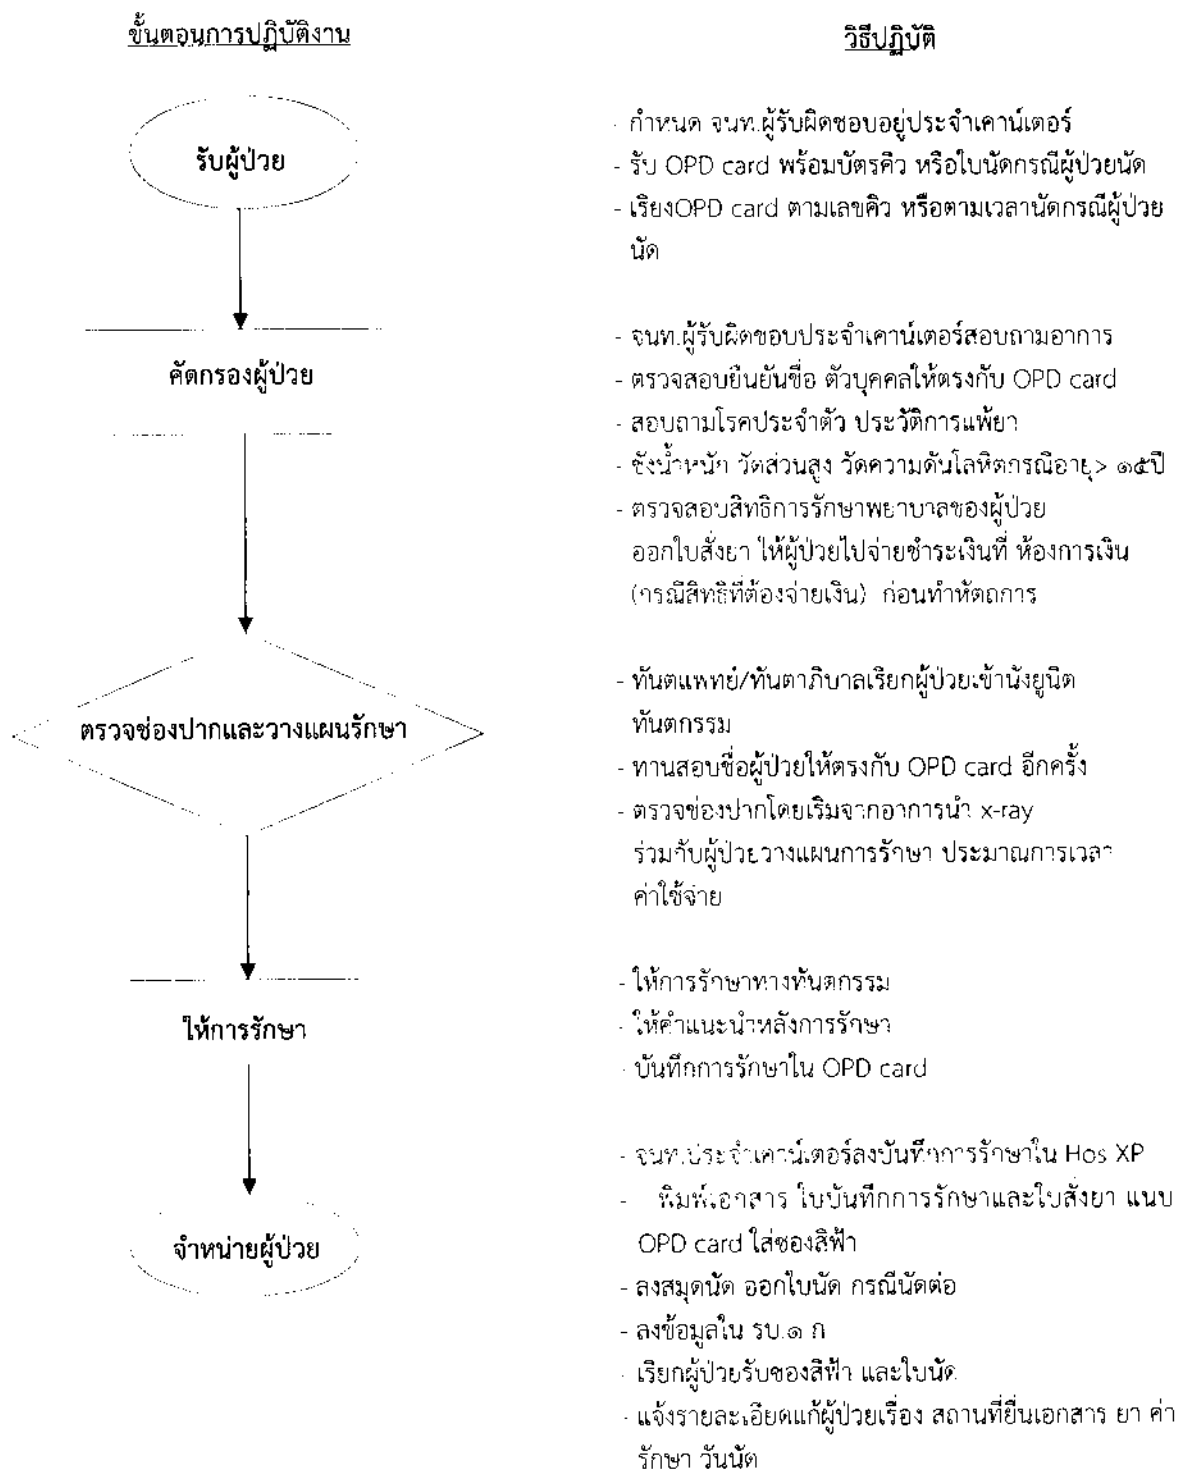 ขั้นตอนการปฏิบัติงาน
วิธีปฏิบัติ
รับผู้ป่วย
- กำหนด จนท.ผู้รับผิดชอบอยู่ประจำเคาน์เตอร์
- รับ OPD card พร้อมบัตรคิว หรือใบนัดกรณีผู้ป่วยนัด
- เรียงOPD card ตามเลขคิว หรือตามเวลานัดกรณีผู้ป่วย
นัด
คัดกรองผู้ป่วย
- จนท.ผู้รับผิดชอบประจำเคาน์เตอร์สอบถามอาการ
- ตรวจสอบยืนยันชื่อ ตัวบุคคลให้ตรงกับ OPD card
- สอบถามโรคประจำตัว ประวัติการแพ้ยา
- ชั่งน้ำหนัก วัดส่วนสูง วัดความดันโลหิตกรณีอายุ> ๑๕ปี
- ตรวจสอบสิทธิการรักษาพยาบาลของผู้ป่วย
ออกใบสั่งยา ให้ผู้ป่วยไปจ่ายชำระเงินที่ ห้องการเงิน
(กรณีสิทธิที่ต้องจ่ายเงิน) ก่อนทำหัตถการ
ตรวจช่องปากและวางแผนรักษา
- ทันตแพทย์/ทันตาภิบาลเรียกผู้ป่วยเข้านั่งยูนิต
ทันตกรรม
- ทานสอบชื่อผู้ป่วยให้ตรงกับ OPD card อีกครั้ง
- ตรวจช่องปากโดยเริ่มจากอาการนำ x-ray
ร่วมกับผู้ป่วยวางแผนการรักษา ประมาณการเวลา
ค่าใช้จ่าย
ให้การรักษา
- ให้การรักษาทางทันตกรรม
- ให้คำแนะนำหลังการรักษา
- บันทึกการรักษาใน OPD card
จำหน่ายผู้ป่วย
- จนท.ประจำเคาน์เตอร์ลงบันทึกการรักษาใน Hos XP
- พิมพ์เอกสาร ใบบันทึกการรักษาและใบสั่งยา แนบ
OPD card ใส่ซองสีฟ้า
- ลงสมุดนัด ออกใบนัด กรณีนัดต่อ
- ลงข้อมูลใน รบ.๑ ก
- เรียกผู้ป่วยรับซองสีฟ้า และใบนัด
- แจ้งรายละเอียดแก้ผู้ป่วยเรื่อง สถานที่ยื่นเอกสาร ยา ค่า
รักษา วันนัด